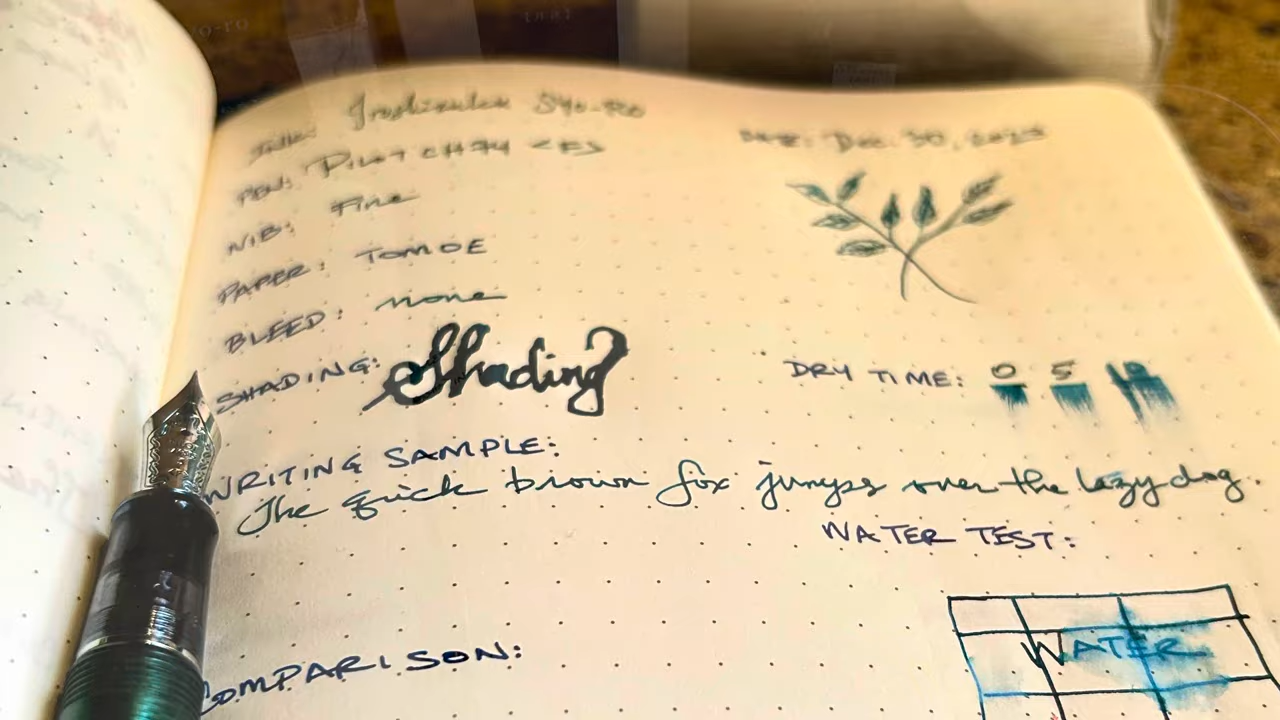 Ink: Iroshizuku Syo-ro
DATE: Dec. 30, 2025
PEN: PILOT CH74 <F>
NIB: Fine
PAPER: TOMOE
BLEED: none
SHADING: Shading
DRY TIME: 0 5 10
WRITING SAMPLE:
The quick brown fox jumps over the lazy dog.
WATER TEST:
WATER
COMPARISON: